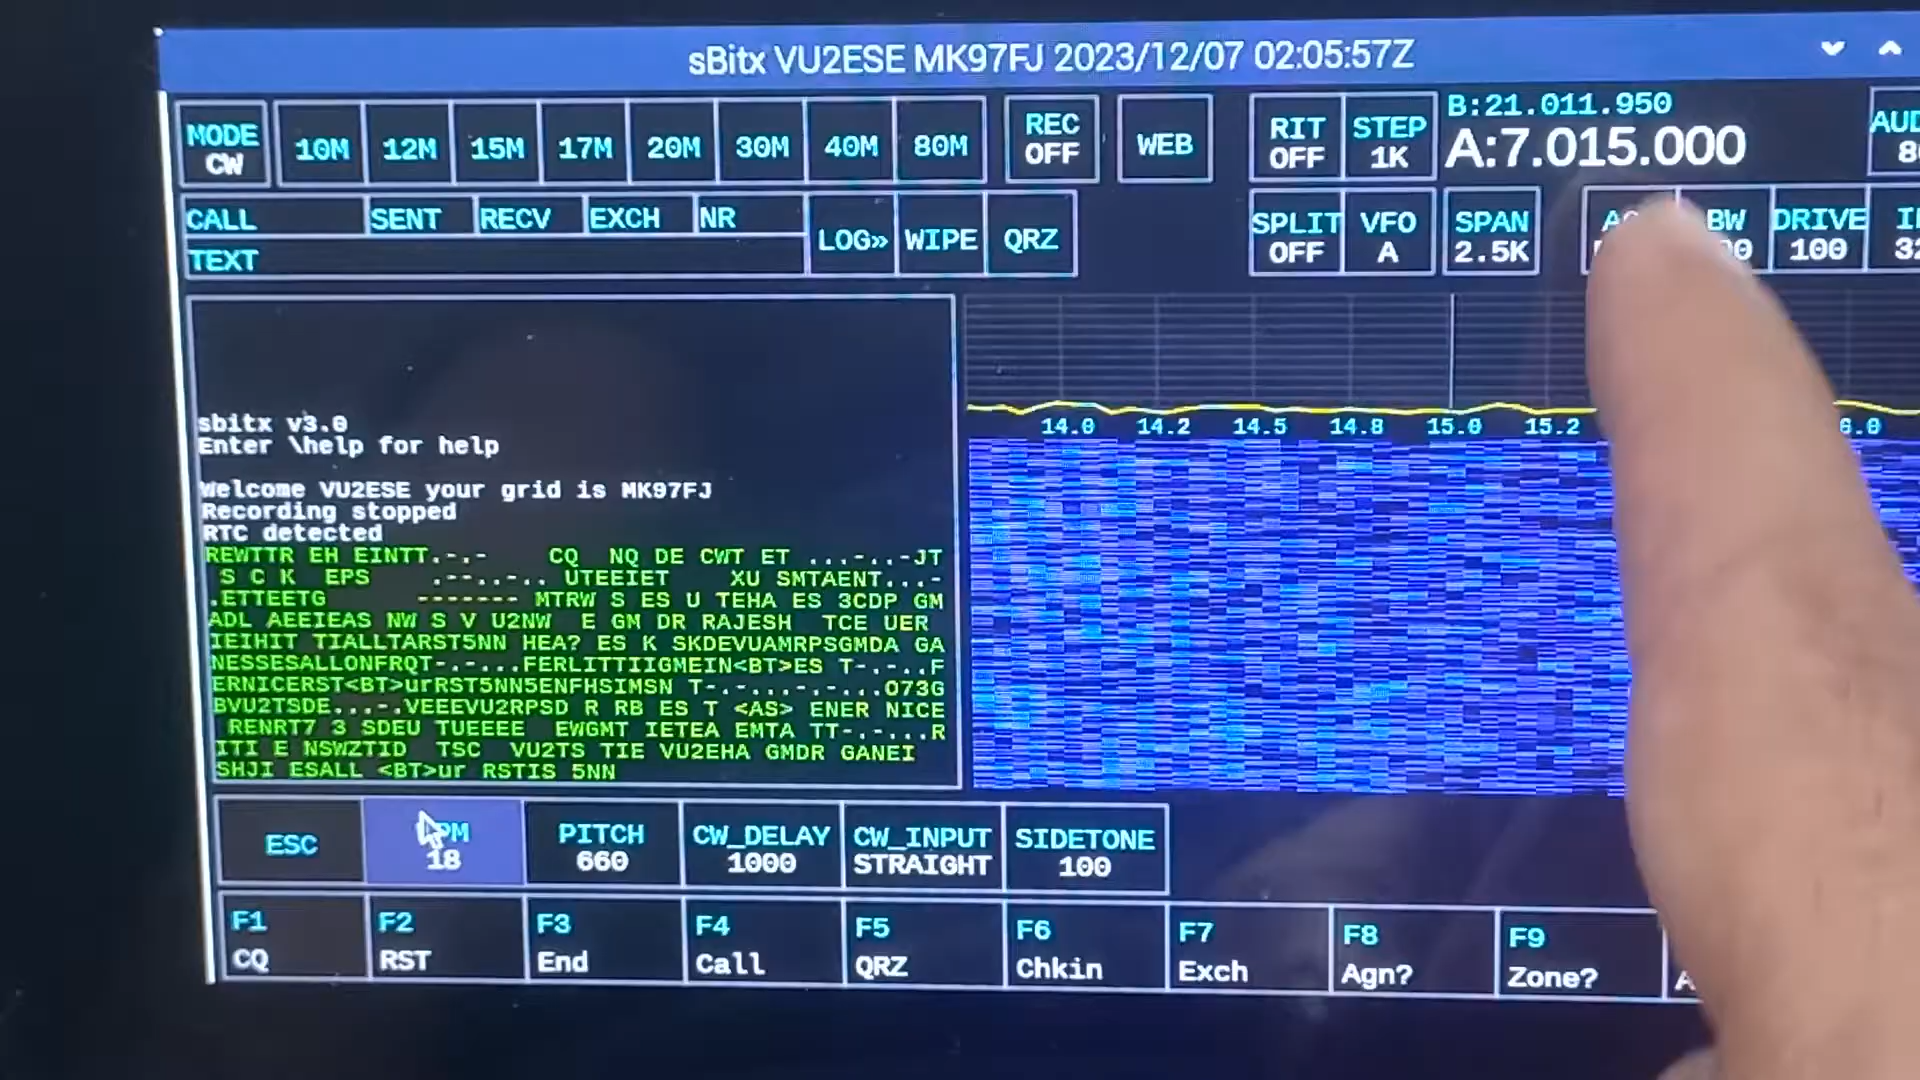 sBitx VU2ESE MK97FJ 2023/12/07 02:05:57Z
MODE CW
10M 12M 15M 17M 20M 30M 40M 80M
REC OFF
WEB
RIT OFF
STEP 1K
B:21.011.950
A:7.015.000
CALL SENT RECV EXCH NR
TEXT
LOG» WIPE QRZ
SPLIT OFF
VFO A
SPAN 2.5K
BW
DRIVE 100
sbitx v3.0
Enter \help for help
Welcome VU2ESE your grid is MK97FJ
Recording stopped
RTC detected
REWTTR EH EINTT.-.- CQ NQ DE CWT ET ...-..-JT
S C K EPS .--..-.. UTEEIET XU SMTAENT...-
.ETTEETG ------- MTRW S ES U TEHA ES 3CDP GM
ADL AEEIEAS NW S V U2NW E GM DR RAJESH TCE UER
IEIHIT TIALLTARST5NN HEA? ES K SKDEVUAMRPSGMDA GA
NESSESALLONFRQT-.-...FERLITTIIGMEIN<BT>ES T-.-..F
ERNICERST<BT>urRST5NN5ENFHSIMSN T-.-...-.-...O73G
BVU2TSDE...-.VEEEVU2RPSD R RB ES T <AS> ENER NICE
RENRT7 3 SDEU TUEEEE EWGMT IETEA EMTA TT-.-...R
ITI E NSWZTID TSC VU2TS TIE VU2EHA GMDR GANEI
SHJI ESALL <BT>ur RSTIS 5NN
14.0 14.2 14.5 14.8 15.0 15.2
ESC
18
PITCH 660
CW_DELAY 1000
CW_INPUT STRAIGHT
SIDETONE 100
F1 CQ
F2 RST
F3 End
F4 Call
F5 QRZ
F6 Chkin
F7 Exch
F8 Agn?
F9 Zone?